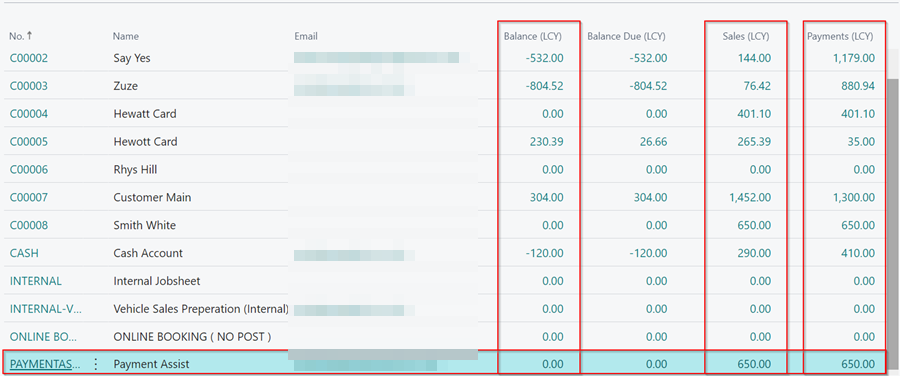 No. ↑ Name Email Balance (LCY) Balance Due (LCY) Sales (LCY) Payments (LCY)
C00002 Say Yes -532.00 -532.00 144.00 1,179.00
C00003 Zuze -804.52 -804.52 76.42 880.94
C00004 Hewatt Card 0.00 0.00 401.10 401.10
C00005 Hewott Card 230.39 26.66 265.39 35.00
C00006 Rhys Hill 0.00 0.00 0.00 0.00
C00007 Customer Main 304.00 304.00 1,452.00 1,300.00
C00008 Smith White 0.00 0.00 650.00 650.00
CASH Cash Account -120.00 -120.00 290.00 410.00
INTERNAL Internal Jobsheet 0.00 0.00 0.00 0.00
INTERNAL-V... Vehicle Sales Preperation (Internal) 0.00 0.00 0.00 0.00
ONLINE BO... ONLINE BOOKING ( NO POST ) 0.00 0.00 0.00 0.00
PAYMENTAS... Payment Assist 0.00 0.00 650.00 650.00